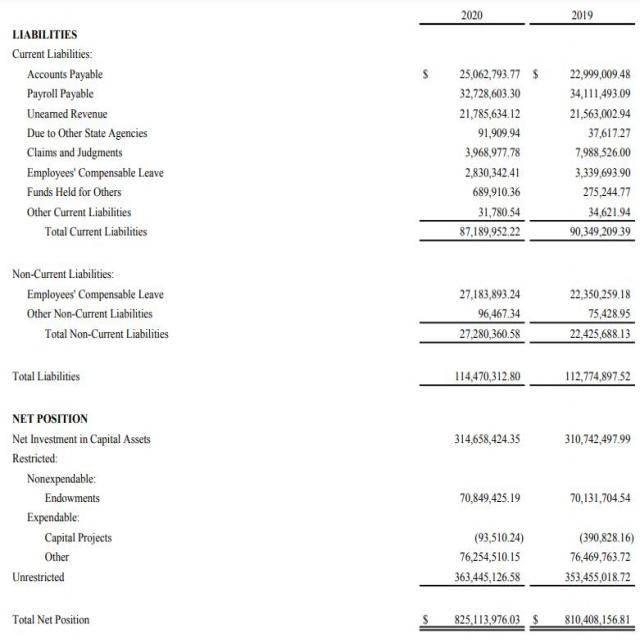 2020 2019
LIABILITIES
Current Liabilities:
Accounts Payable $ 25,062,793.77 $ 22,999,009.48
Payroll Payable 32,728,603.30 34,111,493.09
Unearned Revenue 21,785,634.12 21,563,002.94
Due to Other State Agencies 91,909.94 37,617.27
Claims and Judgments 3,968,977.78 7,988,526.00
Employees' Compensable Leave 2,830,342.41 3,339,693.90
Funds Held for Others 689,910.36 275,244.77
Other Current Liabilities 31,780.54 34,621.94
Total Current Liabilities 87,189,952.22 90,349,209.39
Non-Current Liabilities:
Employees' Compensable Leave 27,183,893.24 22,350,259.18
Other Non-Current Liabilities 96,467.34 75,428.95
Total Non-Current Liabilities 27,280,360.58 22,425,688.13
Total Liabilities 114,470,312.80 112,774,897.52
NET POSITION
Net Investment in Capital Assets 314,658,424.35 310,742,497.99
Restricted:
Nonexpendable:
Endowments 70,849,425.19 70,131,704.54
Expendable:
Capital Projects (93,510.24) (390,828.16)
Other 76,254,510.15 76,469,763.72
Unrestricted 363,445,126.58 353,455,018.72
Total Net Position $ 825,113,976.03 $ 810,408,156.81